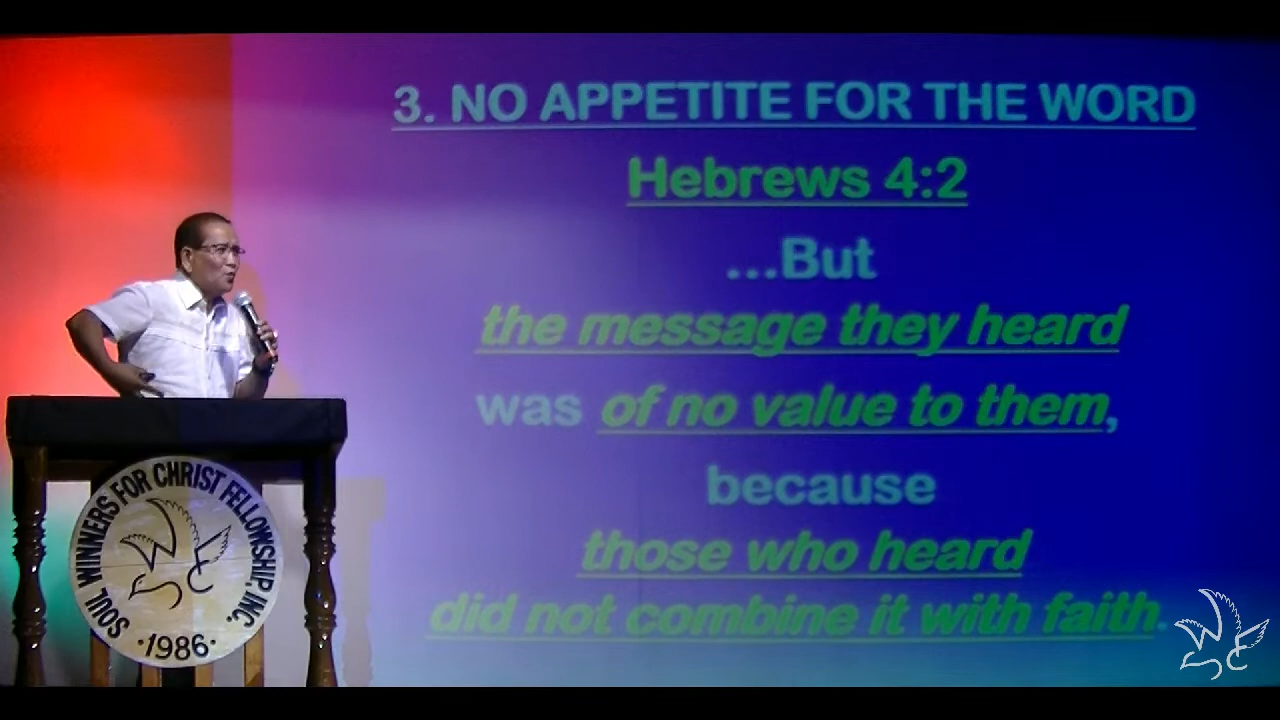 3. NO APPETITE FOR THE WORD
Hebrews 4:2
...But
the message they heard
was of no value to them,
because
those who heard
did not combine it with faith.
SOUL WINNERS FOR CHRIST FELLOWSHIP, INC.
·1986·